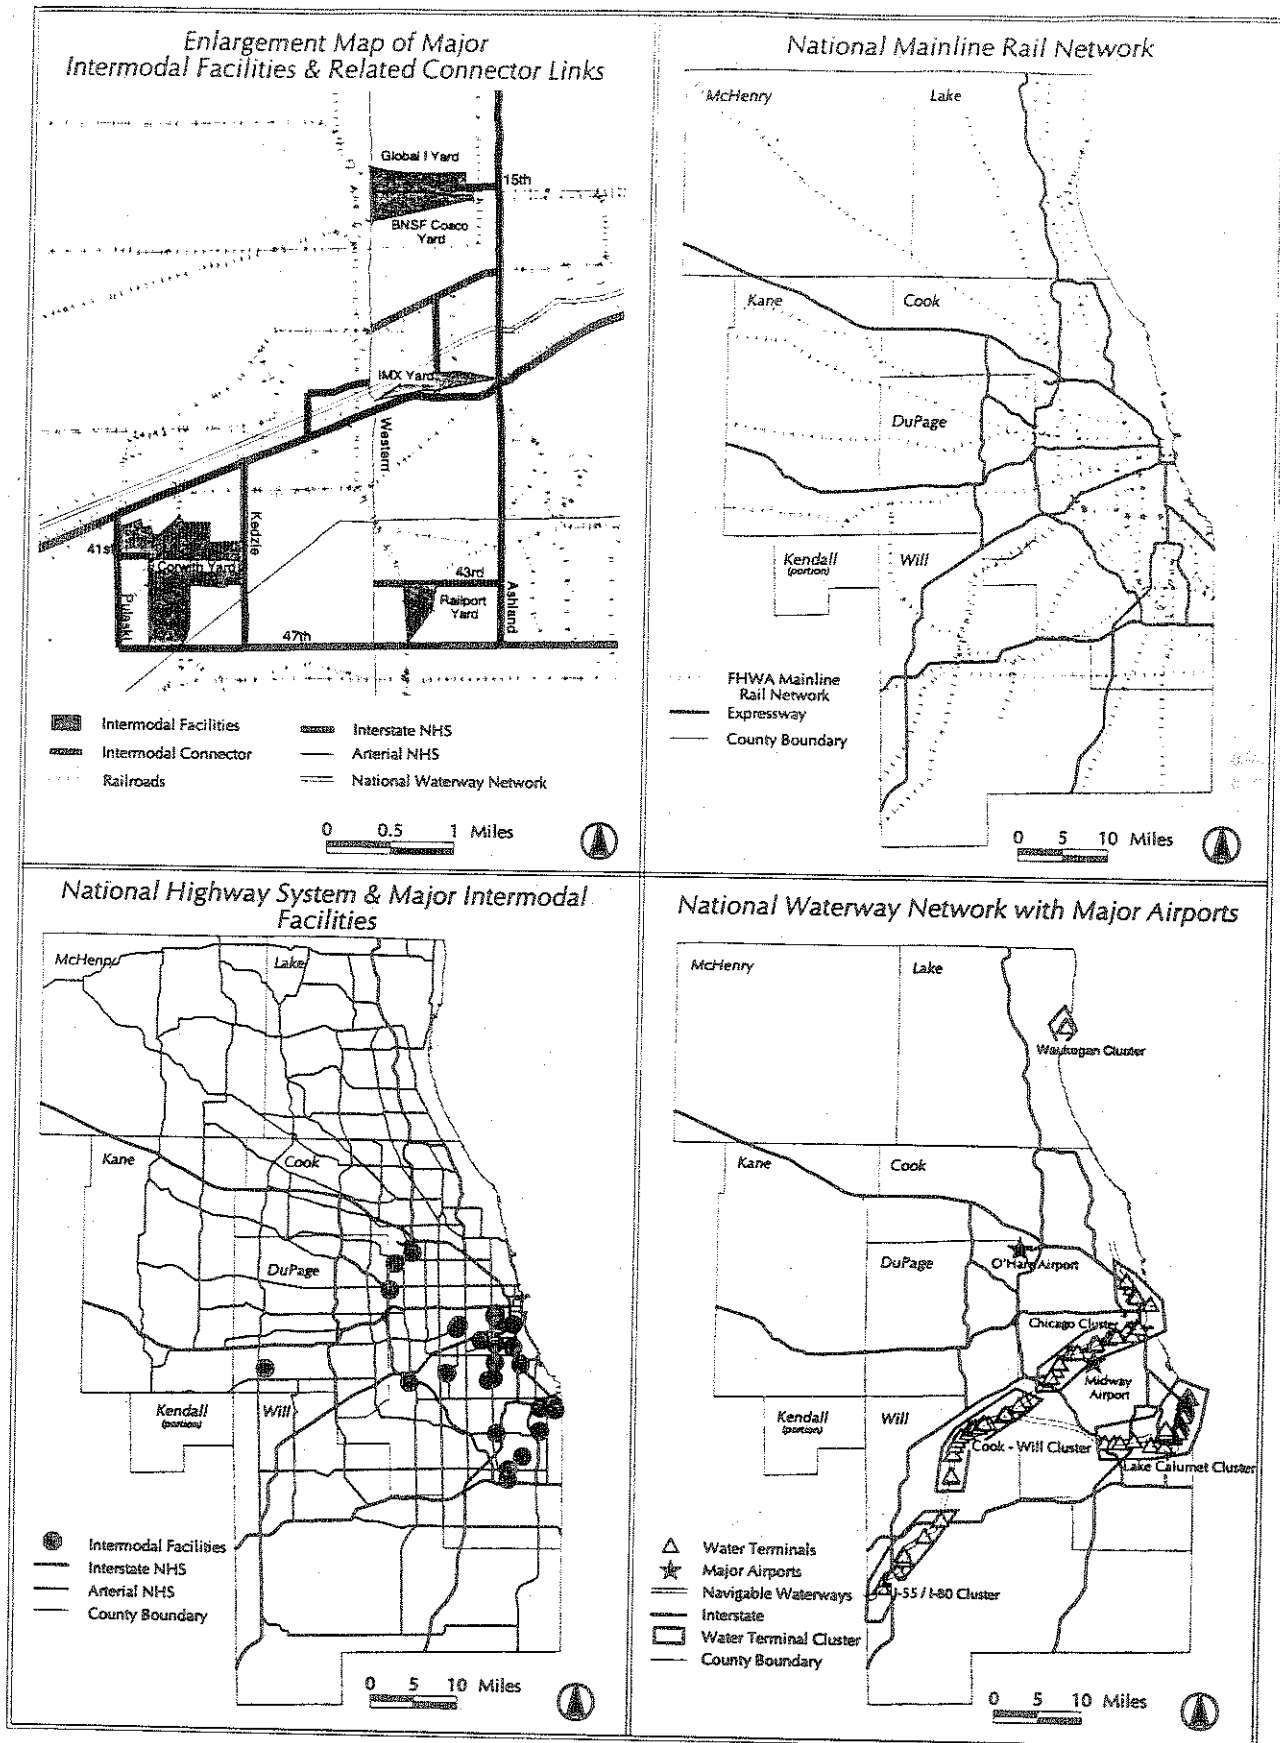 Enlargement Map of Major
Intermodal Facilities & Related Connector Links
Global I Yard
15th
BNSF Coaco
Yard
IMX Yard
Western
Kedzie
41st
Corwith Yard
43rd
Railport
Yard
Ashland
Pulaski
47th
Intermodal Facilities
Intermodal Connector
Railroads
Interstate NHS
Arterial NHS
National Waterway Network
0 0.5 1 Miles
National Mainline Rail Network
McHenry
Lake
Kane
Cook
DuPage
Kendall
(portion)
Will
FHWA Mainline
Rail Network
Expressway
County Boundary
0 5 10 Miles
National Highway System & Major Intermodal
Facilities
McHenry
Lake
Kane
Cook
DuPage
Kendall
(portion)
Will
Intermodal Facilities
Interstate NHS
Arterial NHS
County Boundary
0 5 10 Miles
National Waterway Network with Major Airports
McHenry
Lake
Waukegan Cluster
Kane
Cook
DuPage
O'Hare Airport
Chicago Cluster
Midway
Airport
Kendall
(portion)
Will
Cook - Will Cluster
Lake Calumet Cluster
I-55 / I-80 Cluster
Water Terminals
Major Airports
Navigable Waterways
Interstate
Water Terminal Cluster
County Boundary
0 5 10 Miles